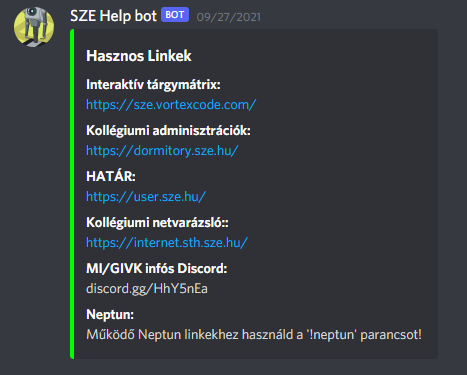 SZE Help bot BOT 09/27/2021
Hasznos Linkek
Interaktív tárgymátrix:
https://sze.vortexcode.com/
Kollégiumi adminisztrációk:
https://dormitory.sze.hu/
HATÁR:
https://user.sze.hu/
Kollégiumi netvarázsló::
https://internet.sth.sze.hu/
MI/GIVK infós Discord:
discord.gg/HhY5nEa
Neptun:
Működő Neptun linkekhez használd a '!neptun' parancsot!